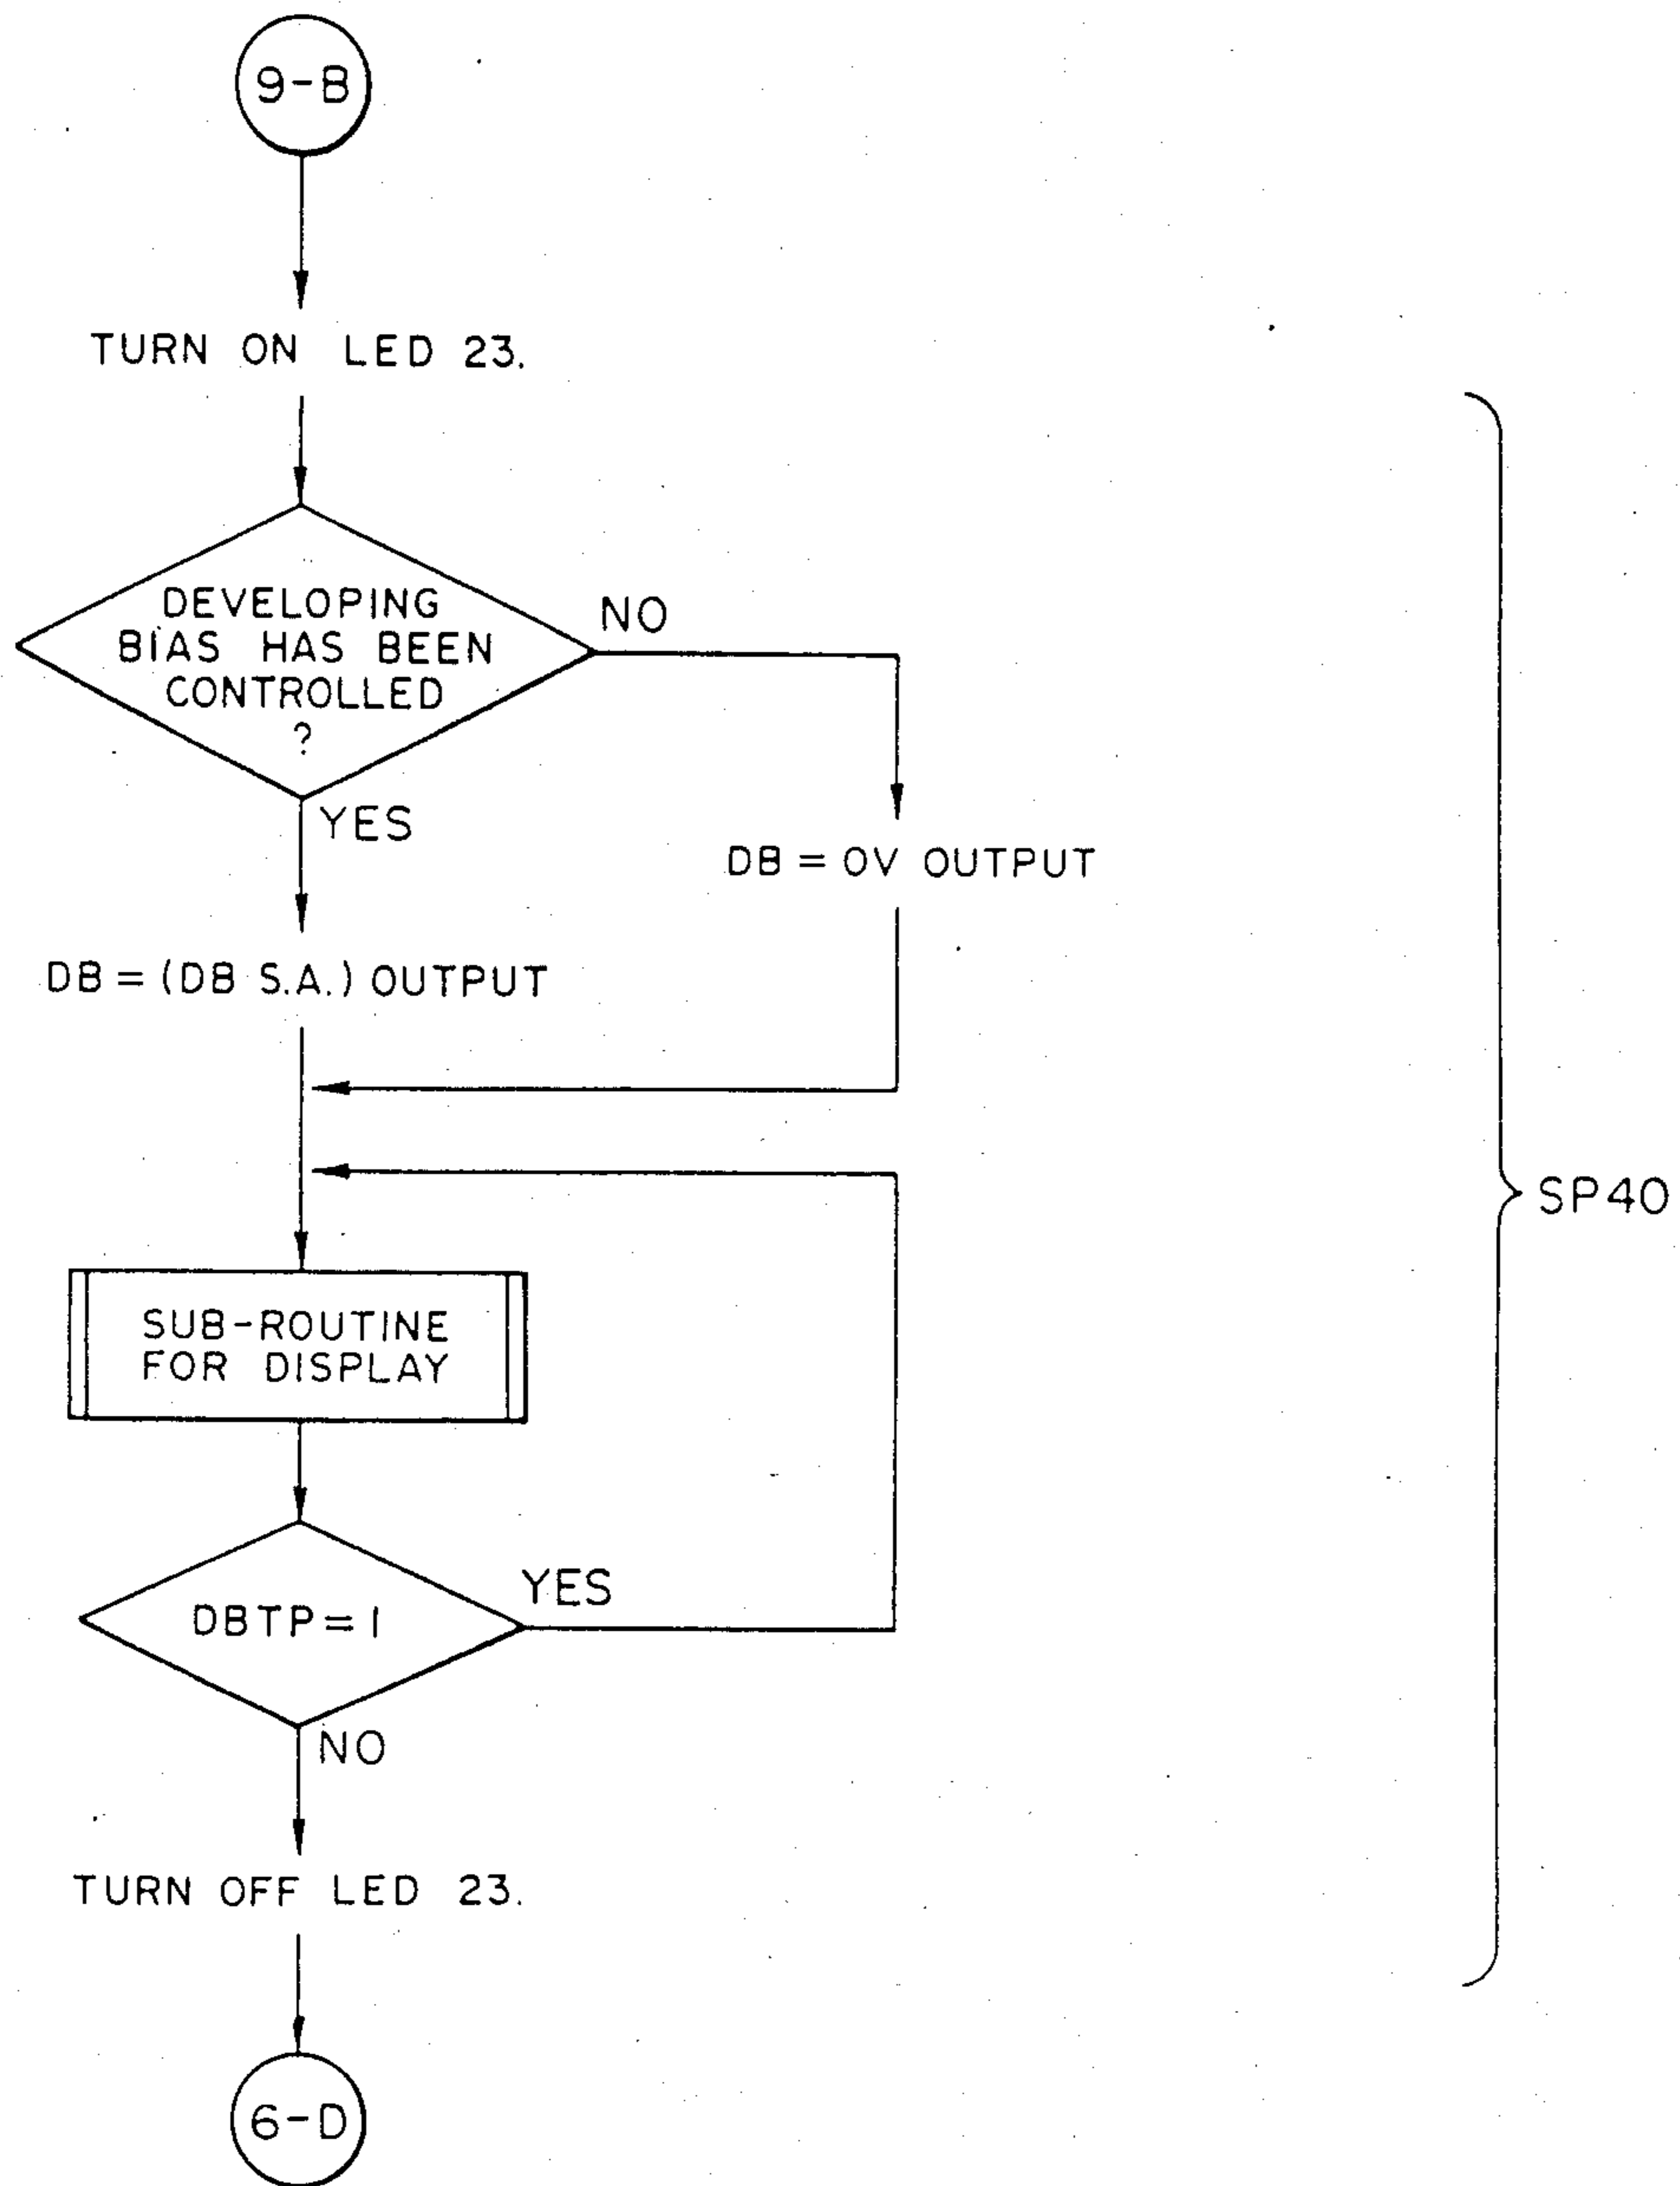 9-B
TURN ON LED 23.
DEVELOPING
BIAS HAS BEEN
CONTROLLED
?
NO
YES
DB = 0V OUTPUT
DB = (DB S.A.) OUTPUT
SP40
SUB-ROUTINE
FOR DISPLAY
YES
DBTP = 1
NO
TURN OFF LED 23.
6-D